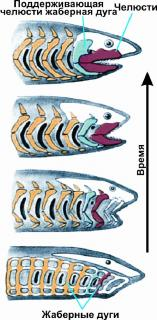 Поддерживающая
челюсти жаберная дуга
Челюсти
Время
Жаберные дуги